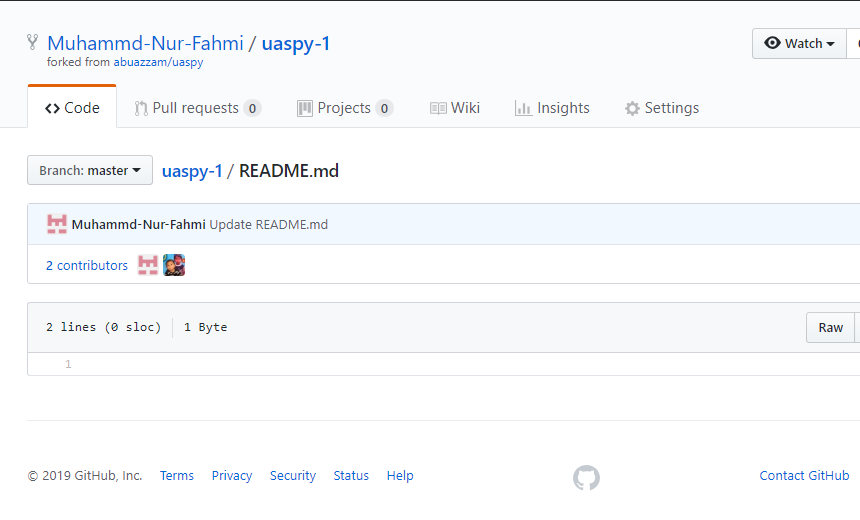 Muhammd-Nur-Fahmi / uaspy-1
Watch
forked from abuazzam/uaspy
Code
Pull requests 0
Projects 0
Wiki
Insights
Settings
Branch: master
uaspy-1 / README.md
Muhammd-Nur-Fahmi Update README.md
2 contributors
2 lines (0 sloc)
1 Byte
Raw
1
© 2019 GitHub, Inc.
Terms
Privacy
Security
Status
Help
Contact GitHub